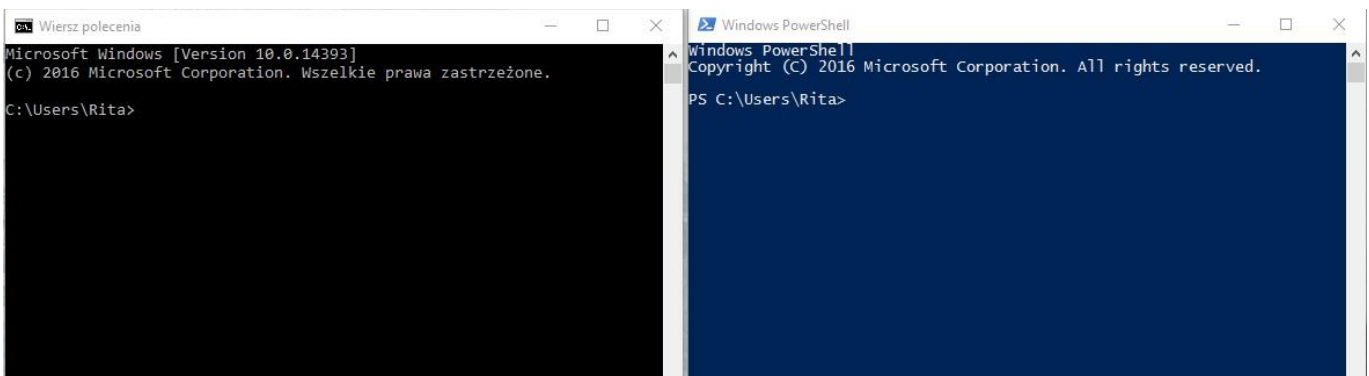 Wiersz polecenia
Microsoft Windows [Version 10.0.14393]
(c) 2016 Microsoft Corporation. Wszelkie prawa zastrzeżone.
C:\Users\Rita>
Windows PowerShell
Windows PowerShell
Copyright (C) 2016 Microsoft Corporation. All rights reserved.
PS C:\Users\Rita>